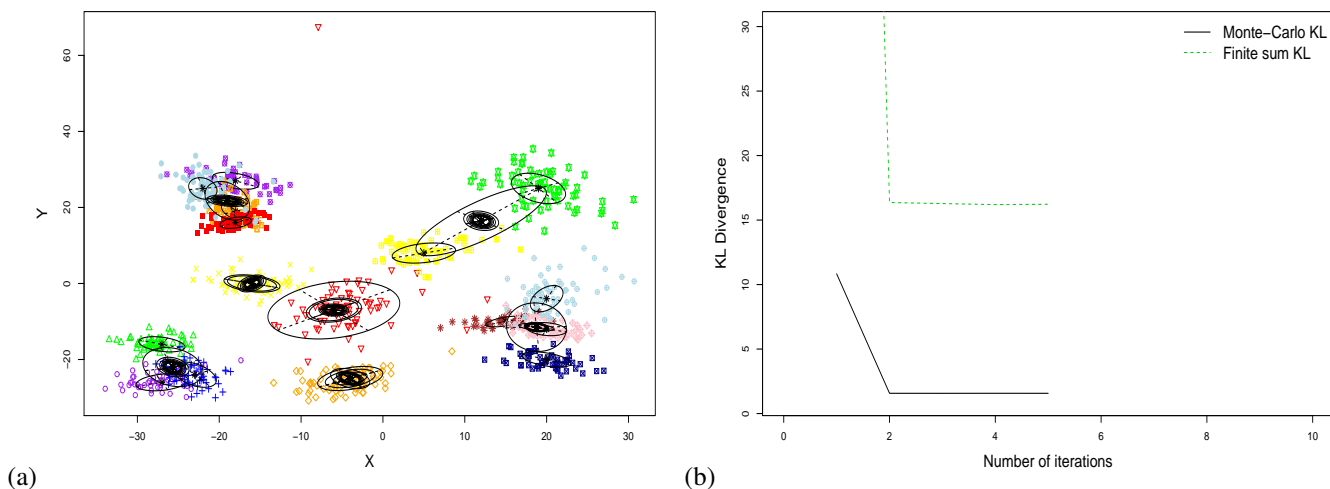 (a)
Y
60
40
20
0
−20
−30 −20 −10 0 10 20 30
X
(b)
KL Divergence
30
25
20
15
10
5
0
Monte−Carlo KL
Finite sum KL
0 2 4 6 8 10
Number of iterations